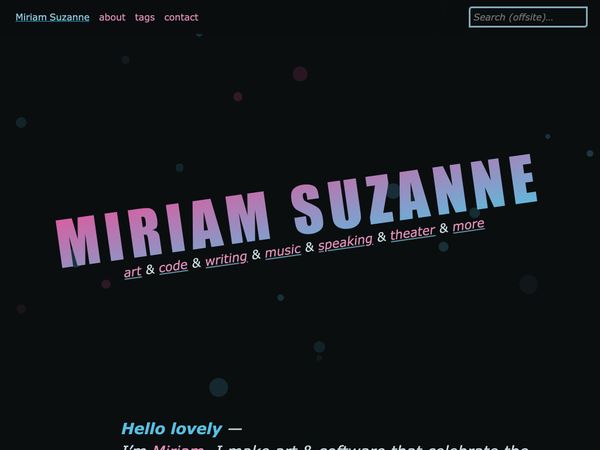 Miriam Suzanne about tags contact Search (offsite)...
MIRIAM SUZANNE
art & code & writing & music & speaking & theater & more
Hello lovely —
I'm Miriam. I make art & software that celebrate the